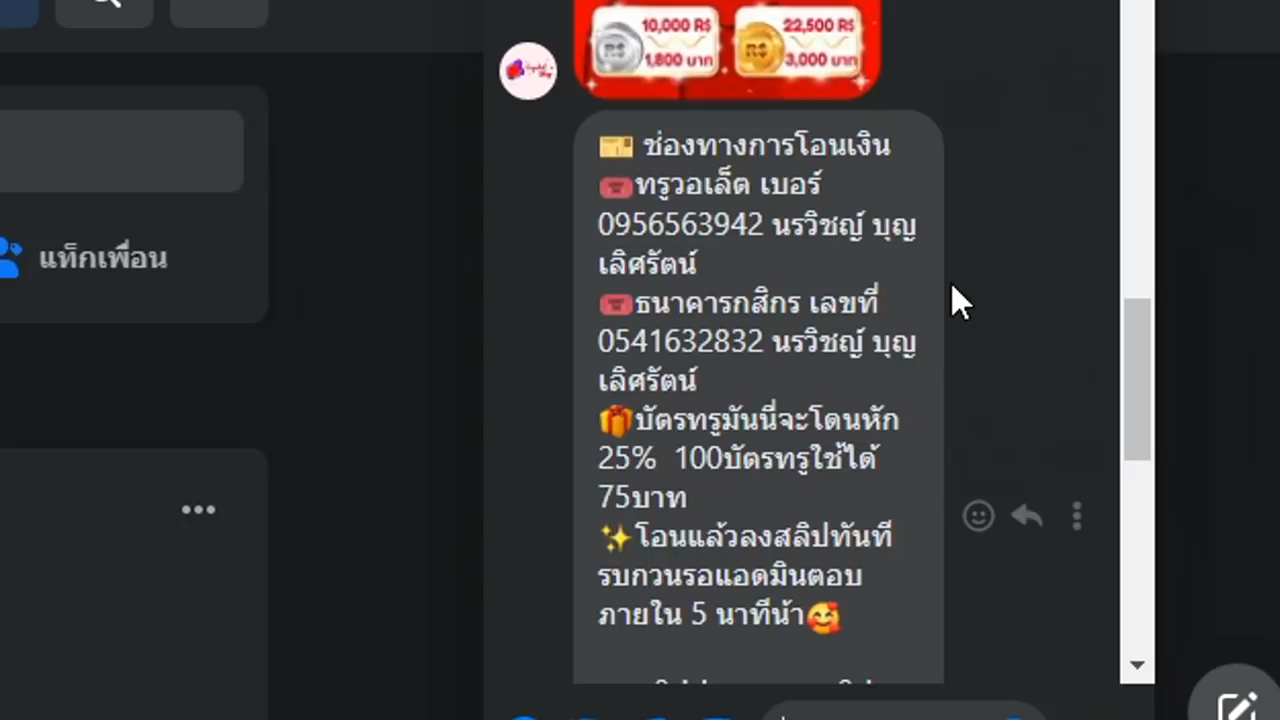 10,000 R$
22,500 R$
1,800 บาท
3,000 บาท
🎫 ช่องทางการโอนเงิน
🎟️ทรูวอเล็ต เบอร์
0956563942 นรวิชญ์ บุญ
เลิศรัตน์
🎟️ธนาคารกสิกร เลขที่
0541632832 นรวิชญ์ บุญ
เลิศรัตน์
🎁บัตรทรูมันนี่จะโดนหัก
25%  100บัตรทรูใช้ได้
75บาท
✨โอนแล้วลงสลิปทันที
รบกวนรอแอดมินตอบ
ภายใน 5 นาทีน้า🥰
แท็กเพื่อน